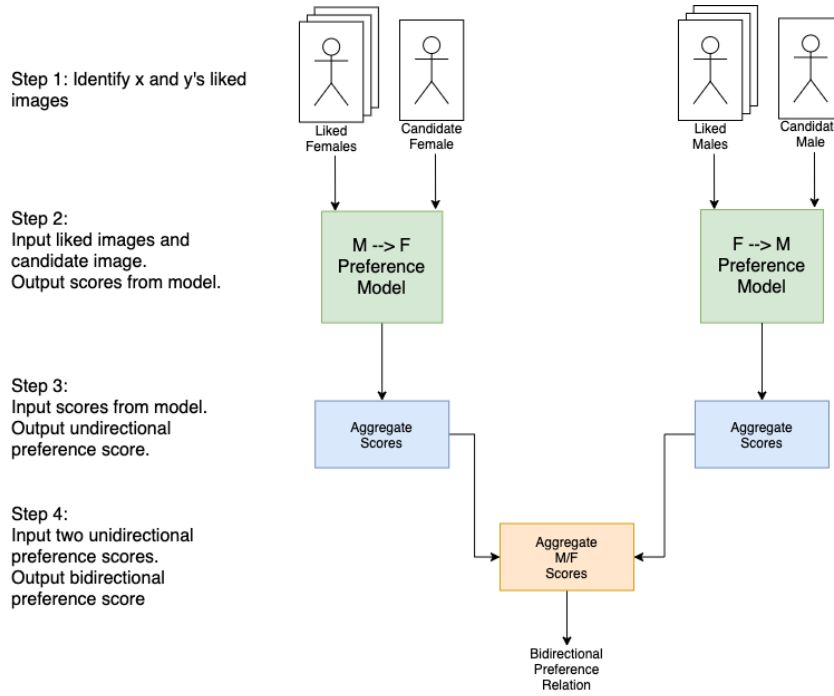 Step 1: Identify x and y's liked
images
Liked
Females
Candidate
Female
Liked
Males
Candidat
Male
Step 2:
Input liked images and
candidate image.
Output scores from model.
M --> F
Preference
Model
F --> M
Preference
Model
Step 3:
Input scores from model.
Output undirectional
preference score.
Aggregate
Scores
Aggregate
Scores
Step 4:
Input two unidirectional
preference scores.
Output bidirectional
preference score
Aggregate
M/F
Scores
Bidirectional
Preference
Relation